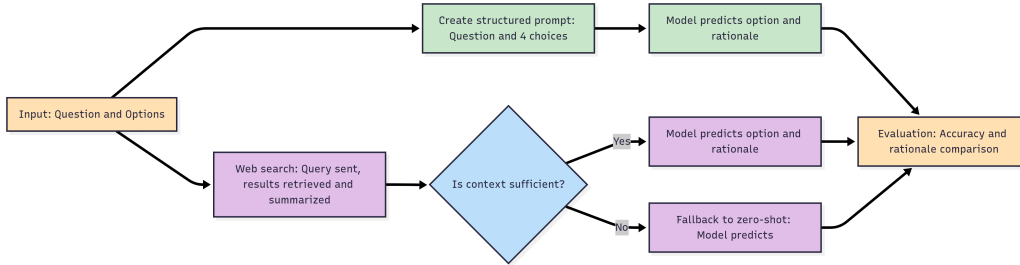 Create structured prompt:
Question and 4 choices
Model predicts option and
rationale
Input: Question and Options
Web search: Query sent,
results retrieved and
summarized
Is context sufficient?
Yes
Model predicts option and
rationale
No
Fallback to zero-shot:
Model predicts
Evaluation: Accuracy and
rationale comparison